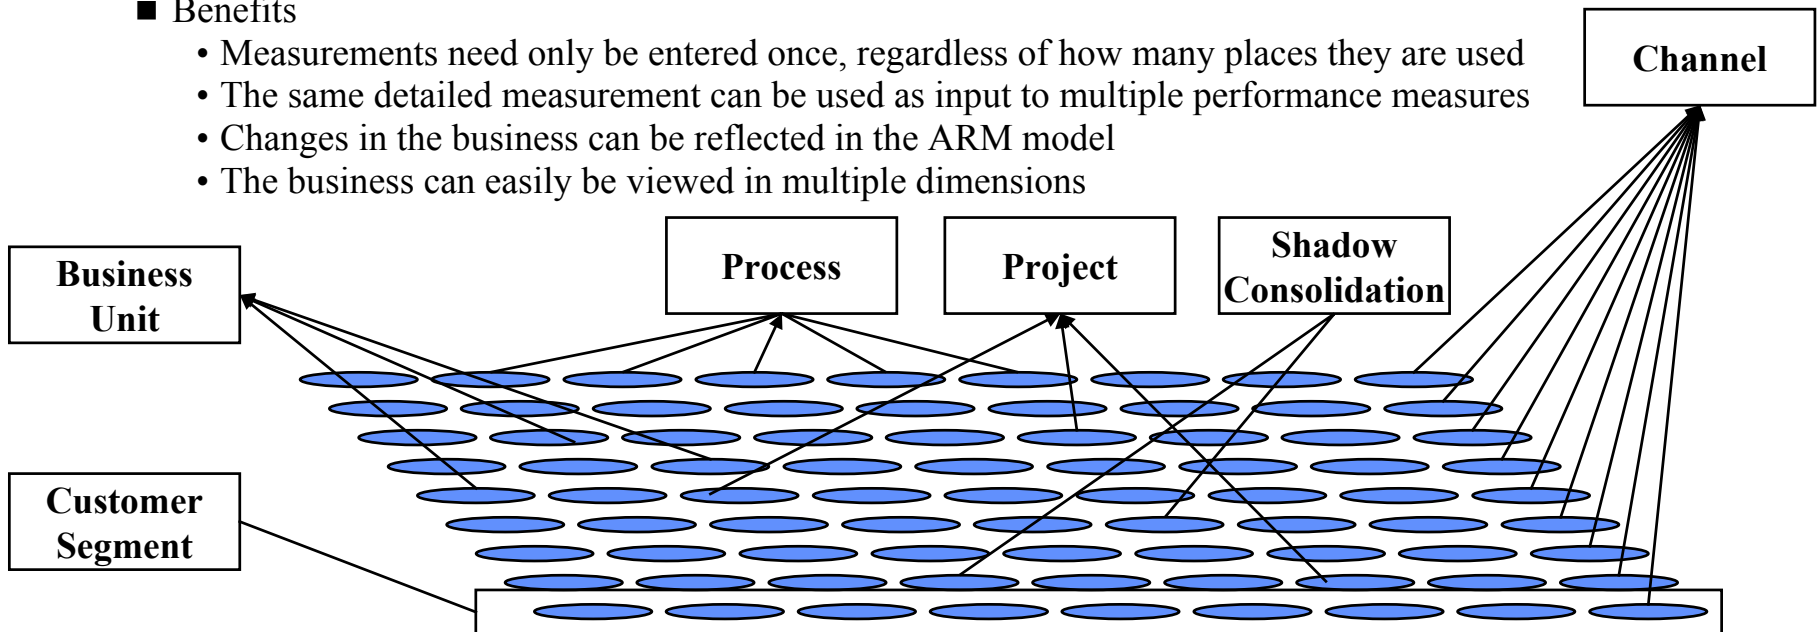 ■ Benefits
• Measurements need only be entered once, regardless of how many places they are used
• The same detailed measurement can be used as input to multiple performance measures
• Changes in the business can be reflected in the ARM model
• The business can easily be viewed in multiple dimensions
Channel
Business
Unit
Process
Project
Shadow
Consolidation
Customer
Segment